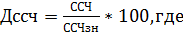 Дссч = ССЧ / ССЧзн * 100, где